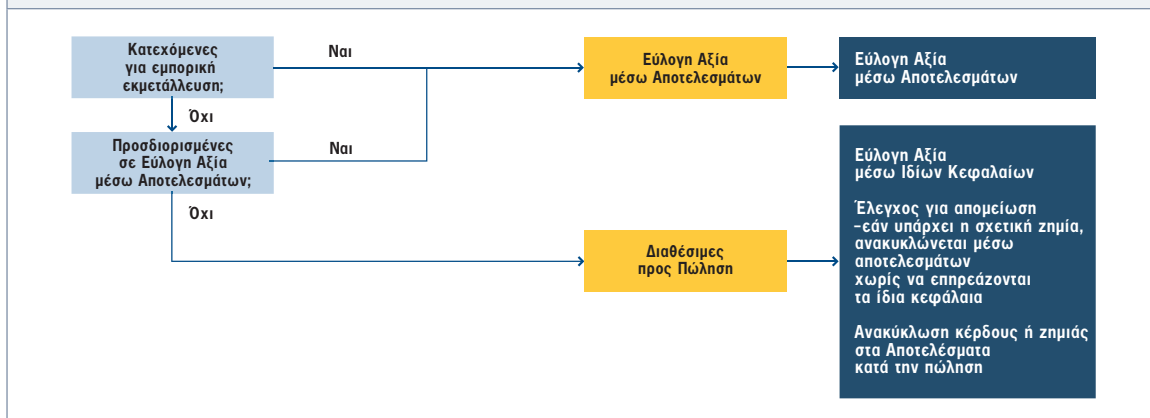 Κατεχόμενες
για εμπορική
εκμετάλλευση;
Ναι
Εύλογη Αξία
μέσω Αποτελεσμάτων
Εύλογη Αξία
μέσω Αποτελεσμάτων
Όχι
Προσδιορισμένες
σε Εύλογη Αξία
μέσω Αποτελεσμάτων;
Ναι
Όχι
Διαθέσιμες
προς Πώληση
Εύλογη Αξία
μέσω Ιδίων Κεφαλαίων
Έλεγχος για απομείωση
-εάν υπάρχει η σχετική ζημία,
ανακυκλώνεται μέσω
αποτελεσμάτων
χωρίς να επηρεάζονται
τα ίδια κεφάλαια
Ανακύκλωση κέρδους ή ζημιάς
στα Αποτελέσματα
κατά την πώληση